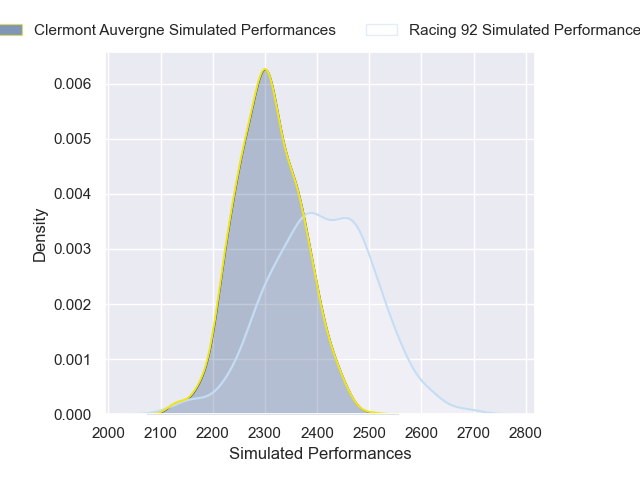 Clermont Auvergne Simulated Performances
Racing 92 Simulated Performance
0.006
0.005
0.004
0.003
0.002
0.001
0.000
Density
2000 2100 2200 2300 2400 2500 2600 2700 2800
Simulated Performances